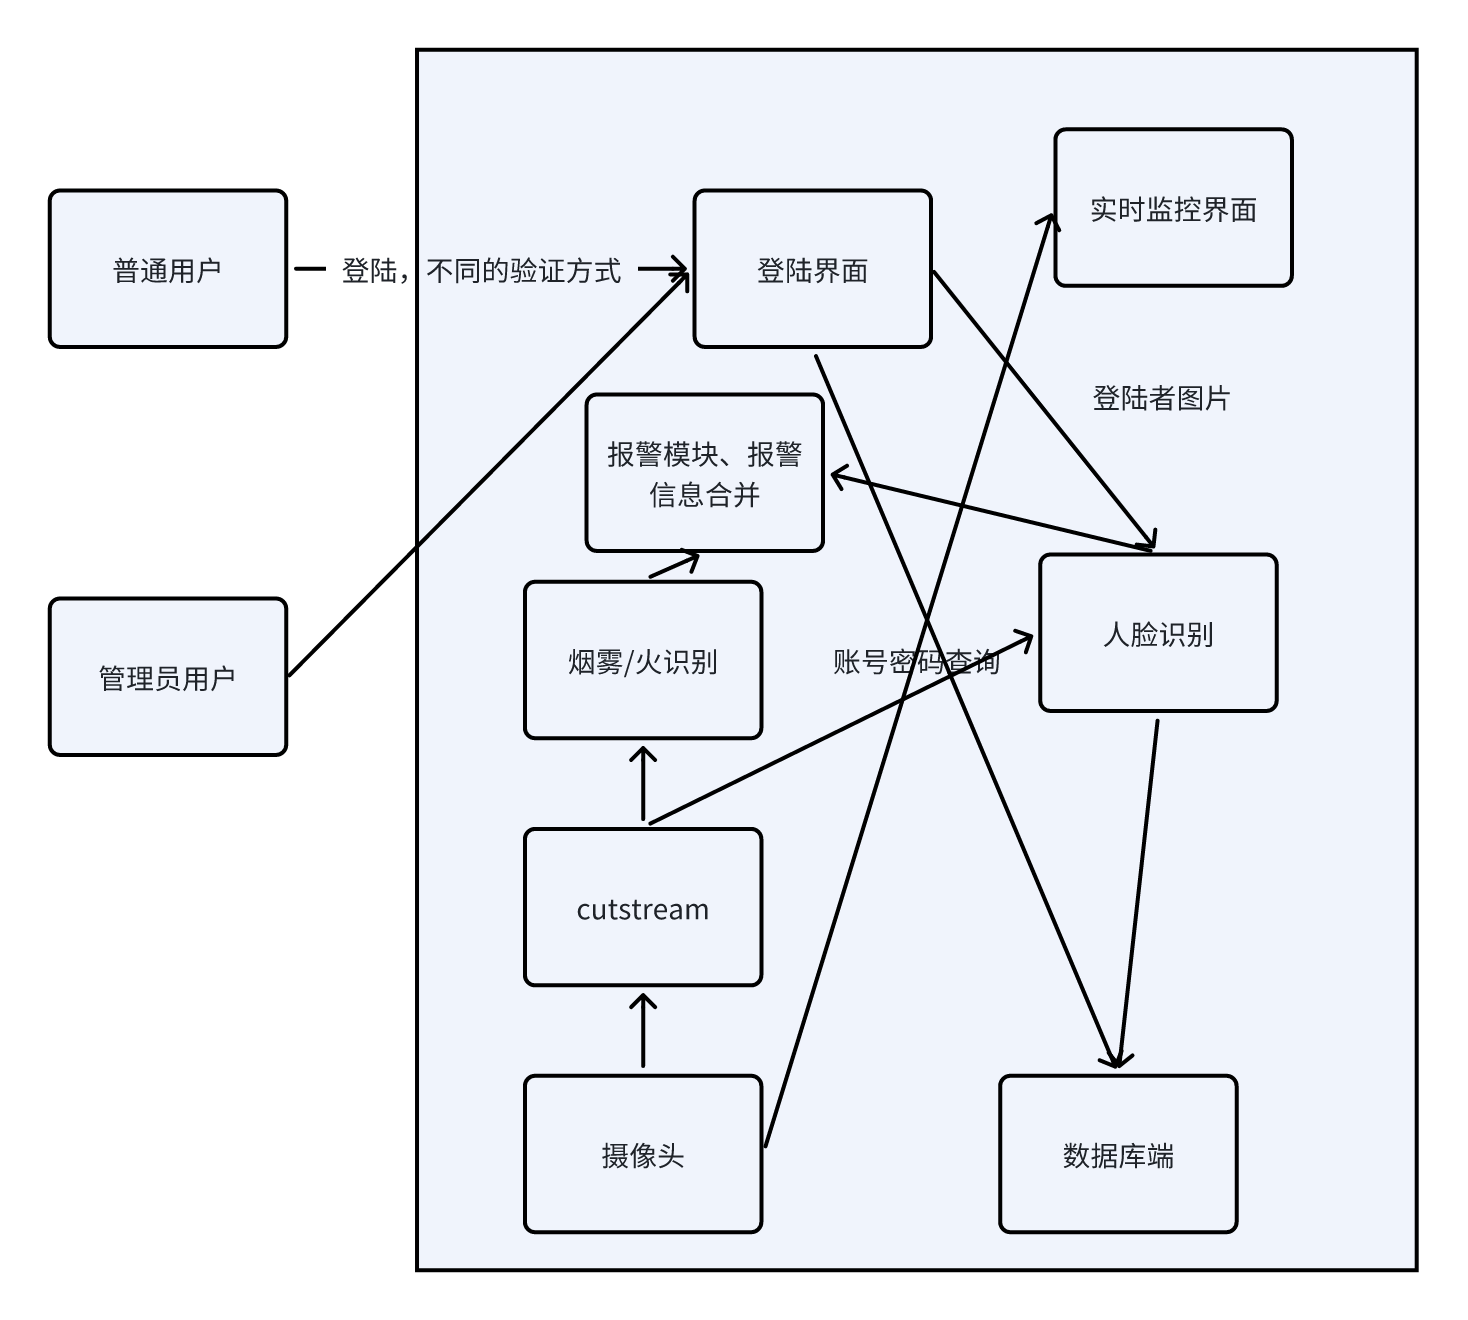 实时监控界面
普通用户
登陆，不同的验证方式
登陆界面
登陆者图片
报警模块、报警
信息合并
人脸识别
管理员用户
烟雾/火识别
账号密码查询
cutstream
摄像头
数据库端